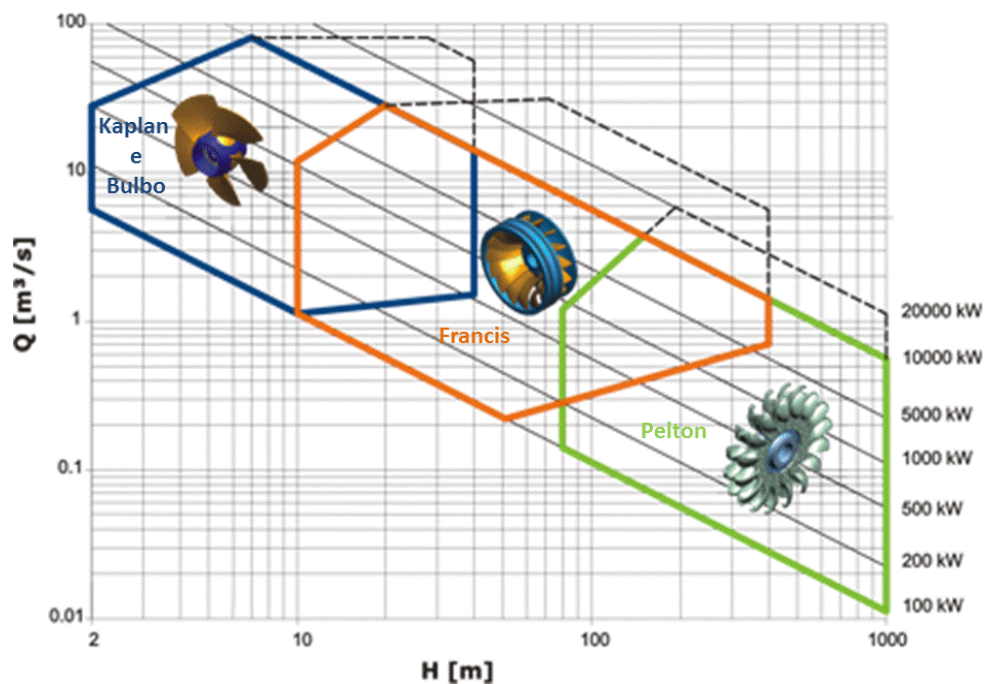 100
10
1
0.1
0.01
Q [m³/s]
Kaplan
e
Bulbo
Francis
Pelton
20000 kW
10000 kW
5000 kW
1000 kW
500 kW
200 kW
100 kW
2
10
100
1000
H [m]